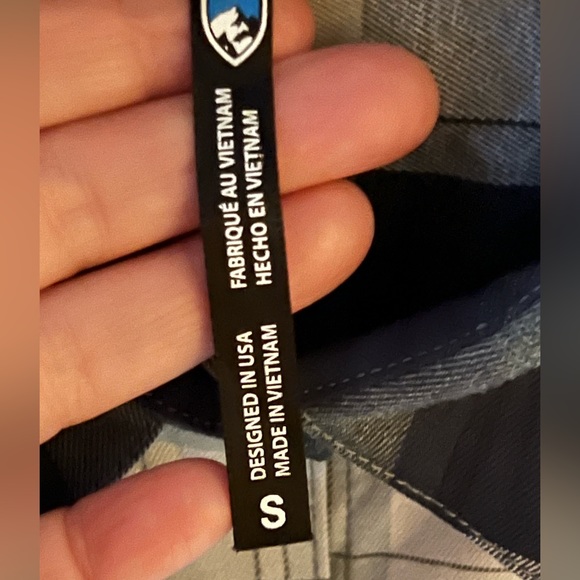 FABRIQUÉ AU VIETNAM
HECHO EN VIETNAM
DESIGNED IN USA
MADE IN VIETNAM
S